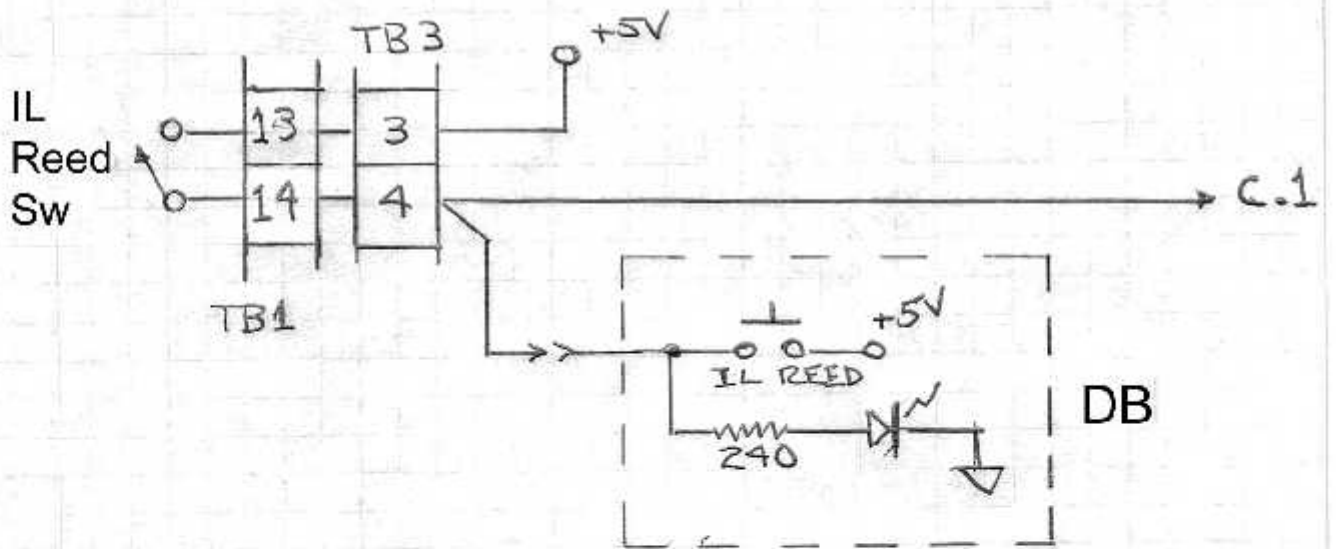 TB3
+5V
IL
Reed
Sw
13
3
14
4
C.1
TB1
+5V
IL REED
DB
240